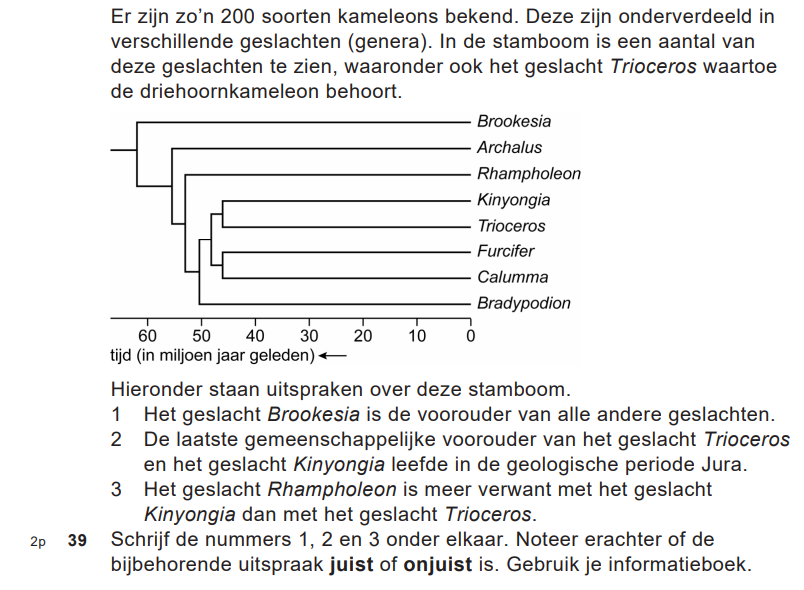 Er zijn zo'n 200 soorten kameleons bekend. Deze zijn onderverdeeld in
verschillende geslachten (genera). In de stamboom is een aantal van
deze geslachten te zien, waaronder ook het geslacht Trioceros waartoe
de driehoornkameleon behoort.
Brookesia
Archalus
Rhampholeon
Kinyongia
Trioceros
Furcifer
Calumma
Bradypodion
60 50 40 30 20 10 0
tijd (in miljoen jaar geleden)
Hieronder staan uitspraken over deze stamboom.
1 Het geslacht Brookesia is de voorouder van alle andere geslachten.
2 De laatste gemeenschappelijke voorouder van het geslacht Trioceros
en het geslacht Kinyongia leefde in de geologische periode Jura.
3 Het geslacht Rhampholeon is meer verwant met het geslacht
Kinyongia dan met het geslacht Trioceros.
2p 39 Schrijf de nummers 1, 2 en 3 onder elkaar. Noteer erachter of de
bijbehorende uitspraak juist of onjuist is. Gebruik je informatieboek.